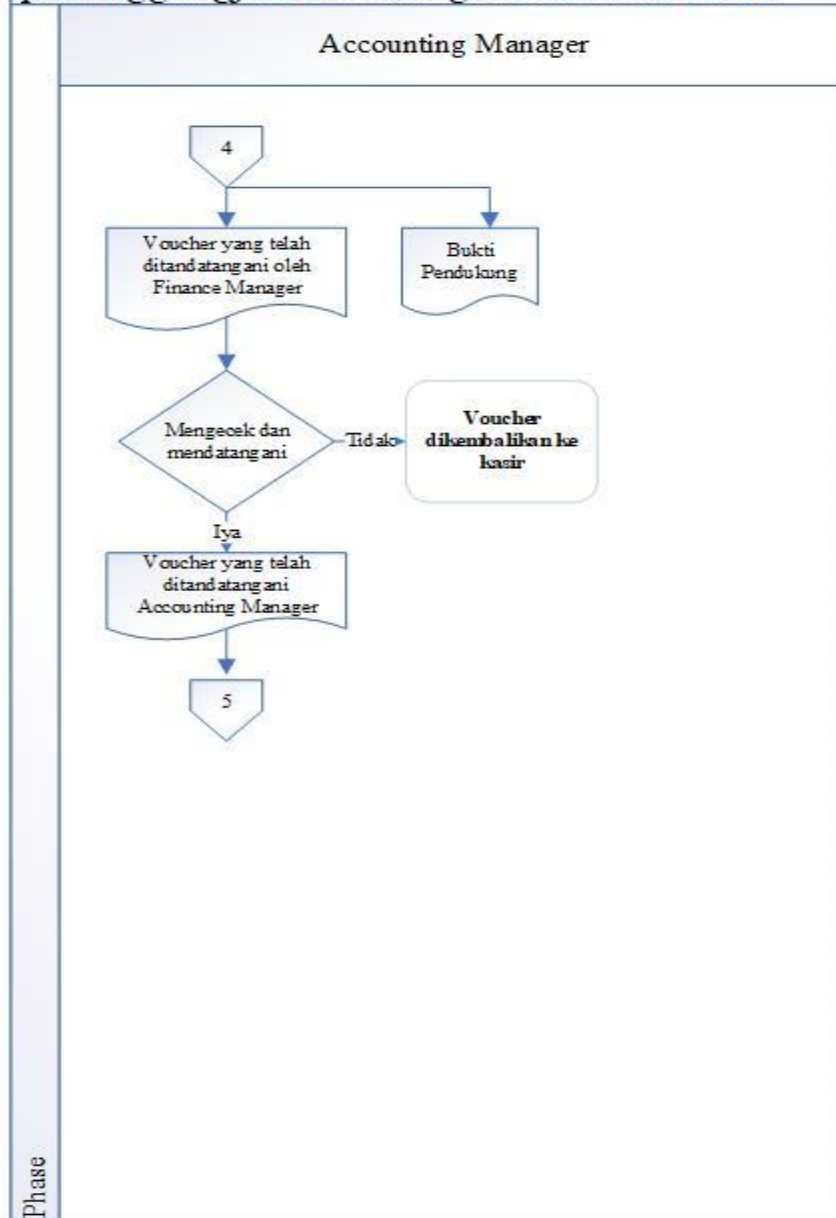 Accounting Manager
4
Voucher yang telah
ditandatangani oleh
Finance Manager
Bukti
Pendukung
Mengecek dan
mendatangani
Tidak
Voucher
dikembalikan ke
kasir
Iya
Voucher yang telah
ditandatangani
Accounting Manager
5
Phase